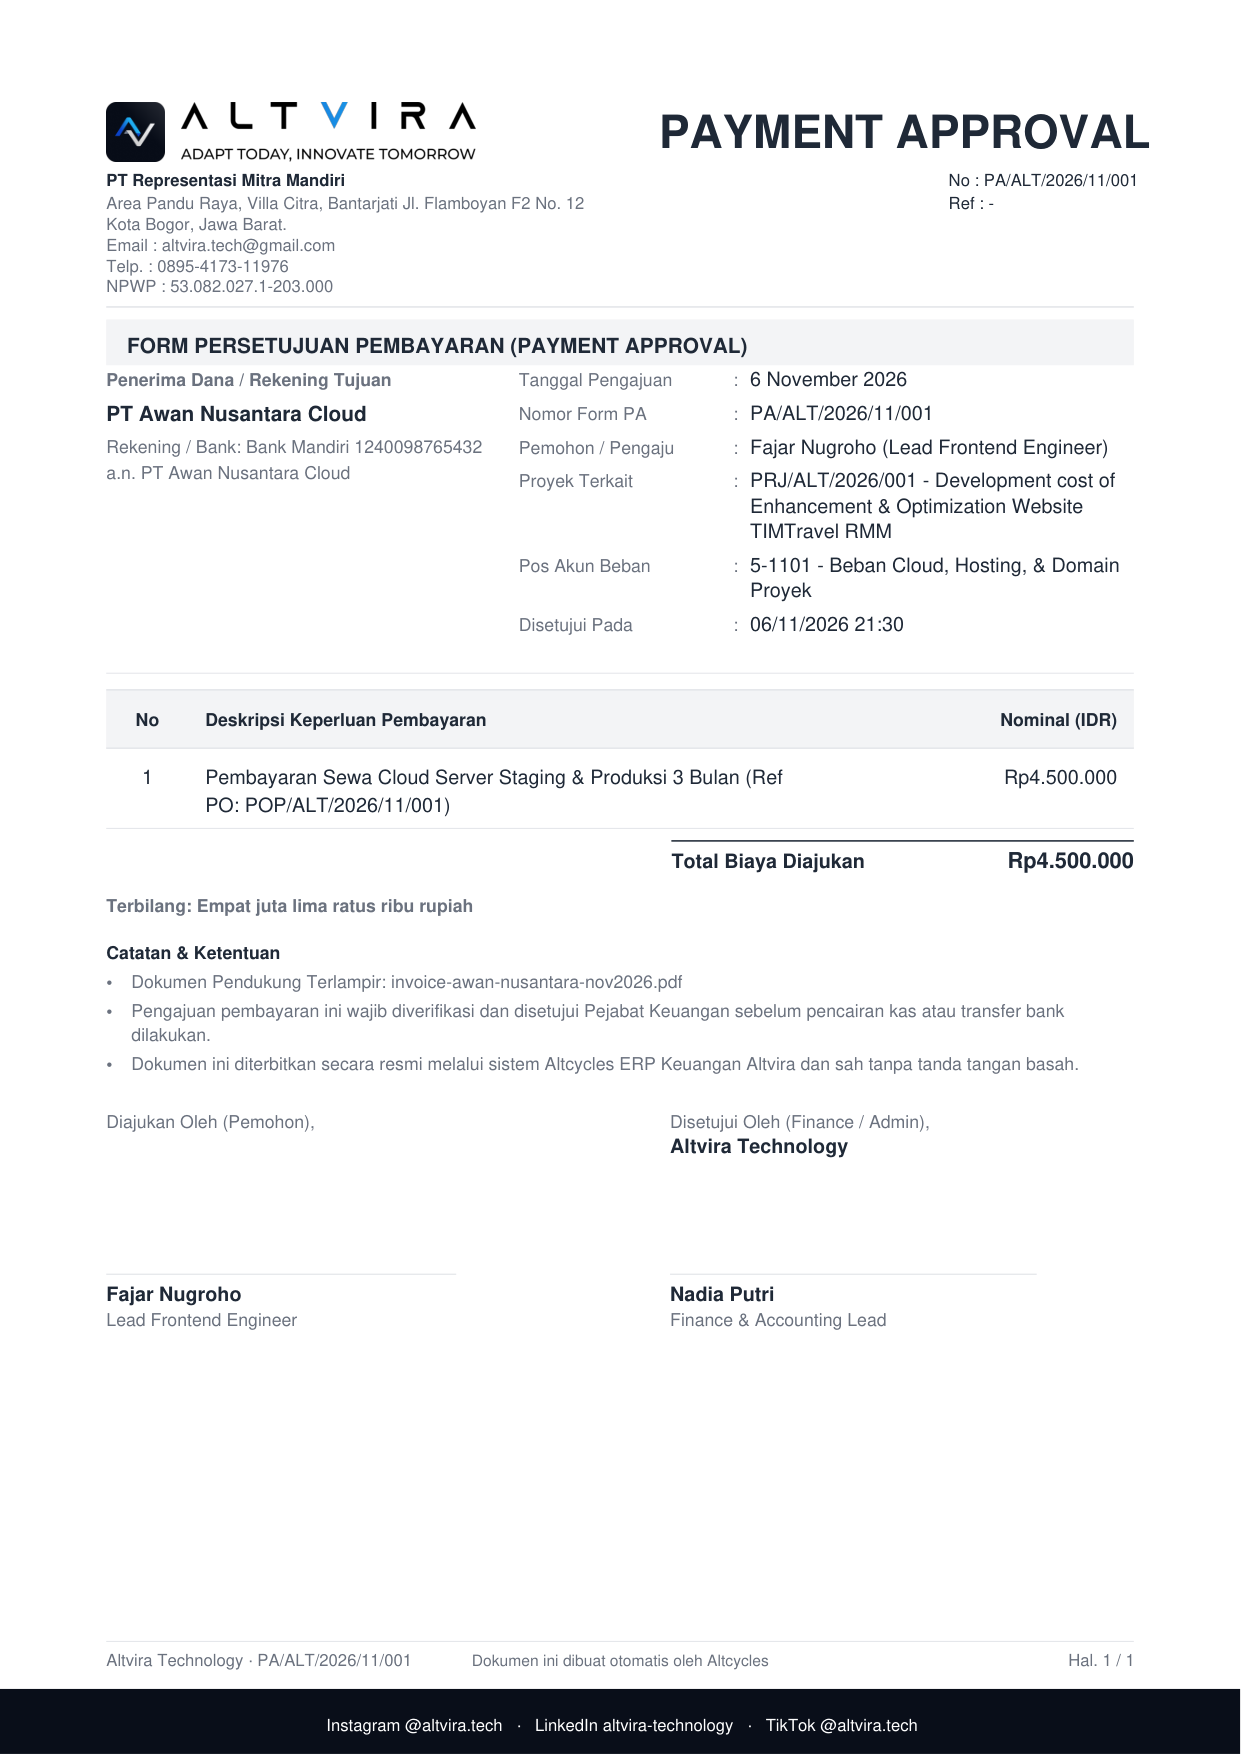 ALTVIRA
ADAPT TODAY, INNOVATE TOMORROW
PAYMENT APPROVAL
PT Representasi Mitra Mandiri
Area Pandu Raya, Villa Citra, Bantarjati Jl. Flamboyan F2 No. 12
Kota Bogor, Jawa Barat.
Email : altvira.tech@gmail.com
Telp. : 0895-4173-11976
NPWP : 53.082.027.1-203.000
No : PA/ALT/2026/11/001
Ref : -
FORM PERSETUJUAN PEMBAYARAN (PAYMENT APPROVAL)
Penerima Dana / Rekening Tujuan
PT Awan Nusantara Cloud
Rekening / Bank: Bank Mandiri 1240098765432
a.n. PT Awan Nusantara Cloud
Tanggal Pengajuan : 6 November 2026
Nomor Form PA : PA/ALT/2026/11/001
Pemohon / Pengaju : Fajar Nugroho (Lead Frontend Engineer)
Proyek Terkait : PRJ/ALT/2026/001 - Development cost of
Enhancement & Optimization Website
TIMTravel RMM
Pos Akun Beban : 5-1101 - Beban Cloud, Hosting, & Domain
Proyek
Disetujui Pada : 06/11/2026 21:30
No Deskripsi Keperluan Pembayaran Nominal (IDR)
1 Pembayaran Sewa Cloud Server Staging & Produksi 3 Bulan (Ref Rp4.500.000
PO: POP/ALT/2026/11/001)
Total Biaya Diajukan Rp4.500.000
Terbilang: Empat juta lima ratus ribu rupiah
Catatan & Ketentuan
• Dokumen Pendukung Terlampir: invoice-awan-nusantara-nov2026.pdf
• Pengajuan pembayaran ini wajib diverifikasi dan disetujui Pejabat Keuangan sebelum pencairan kas atau transfer bank
dilakukan.
• Dokumen ini diterbitkan secara resmi melalui sistem Altcycles ERP Keuangan Altvira dan sah tanpa tanda tangan basah.
Diajukan Oleh (Pemohon),
Disetujui Oleh (Finance / Admin),
Altvira Technology
Fajar Nugroho
Lead Frontend Engineer
Nadia Putri
Finance & Accounting Lead
Altvira Technology · PA/ALT/2026/11/001 Dokumen ini dibuat otomatis oleh Altcycles Hal. 1 / 1
Instagram @altvira.tech · LinkedIn altvira-technology · TikTok @altvira.tech